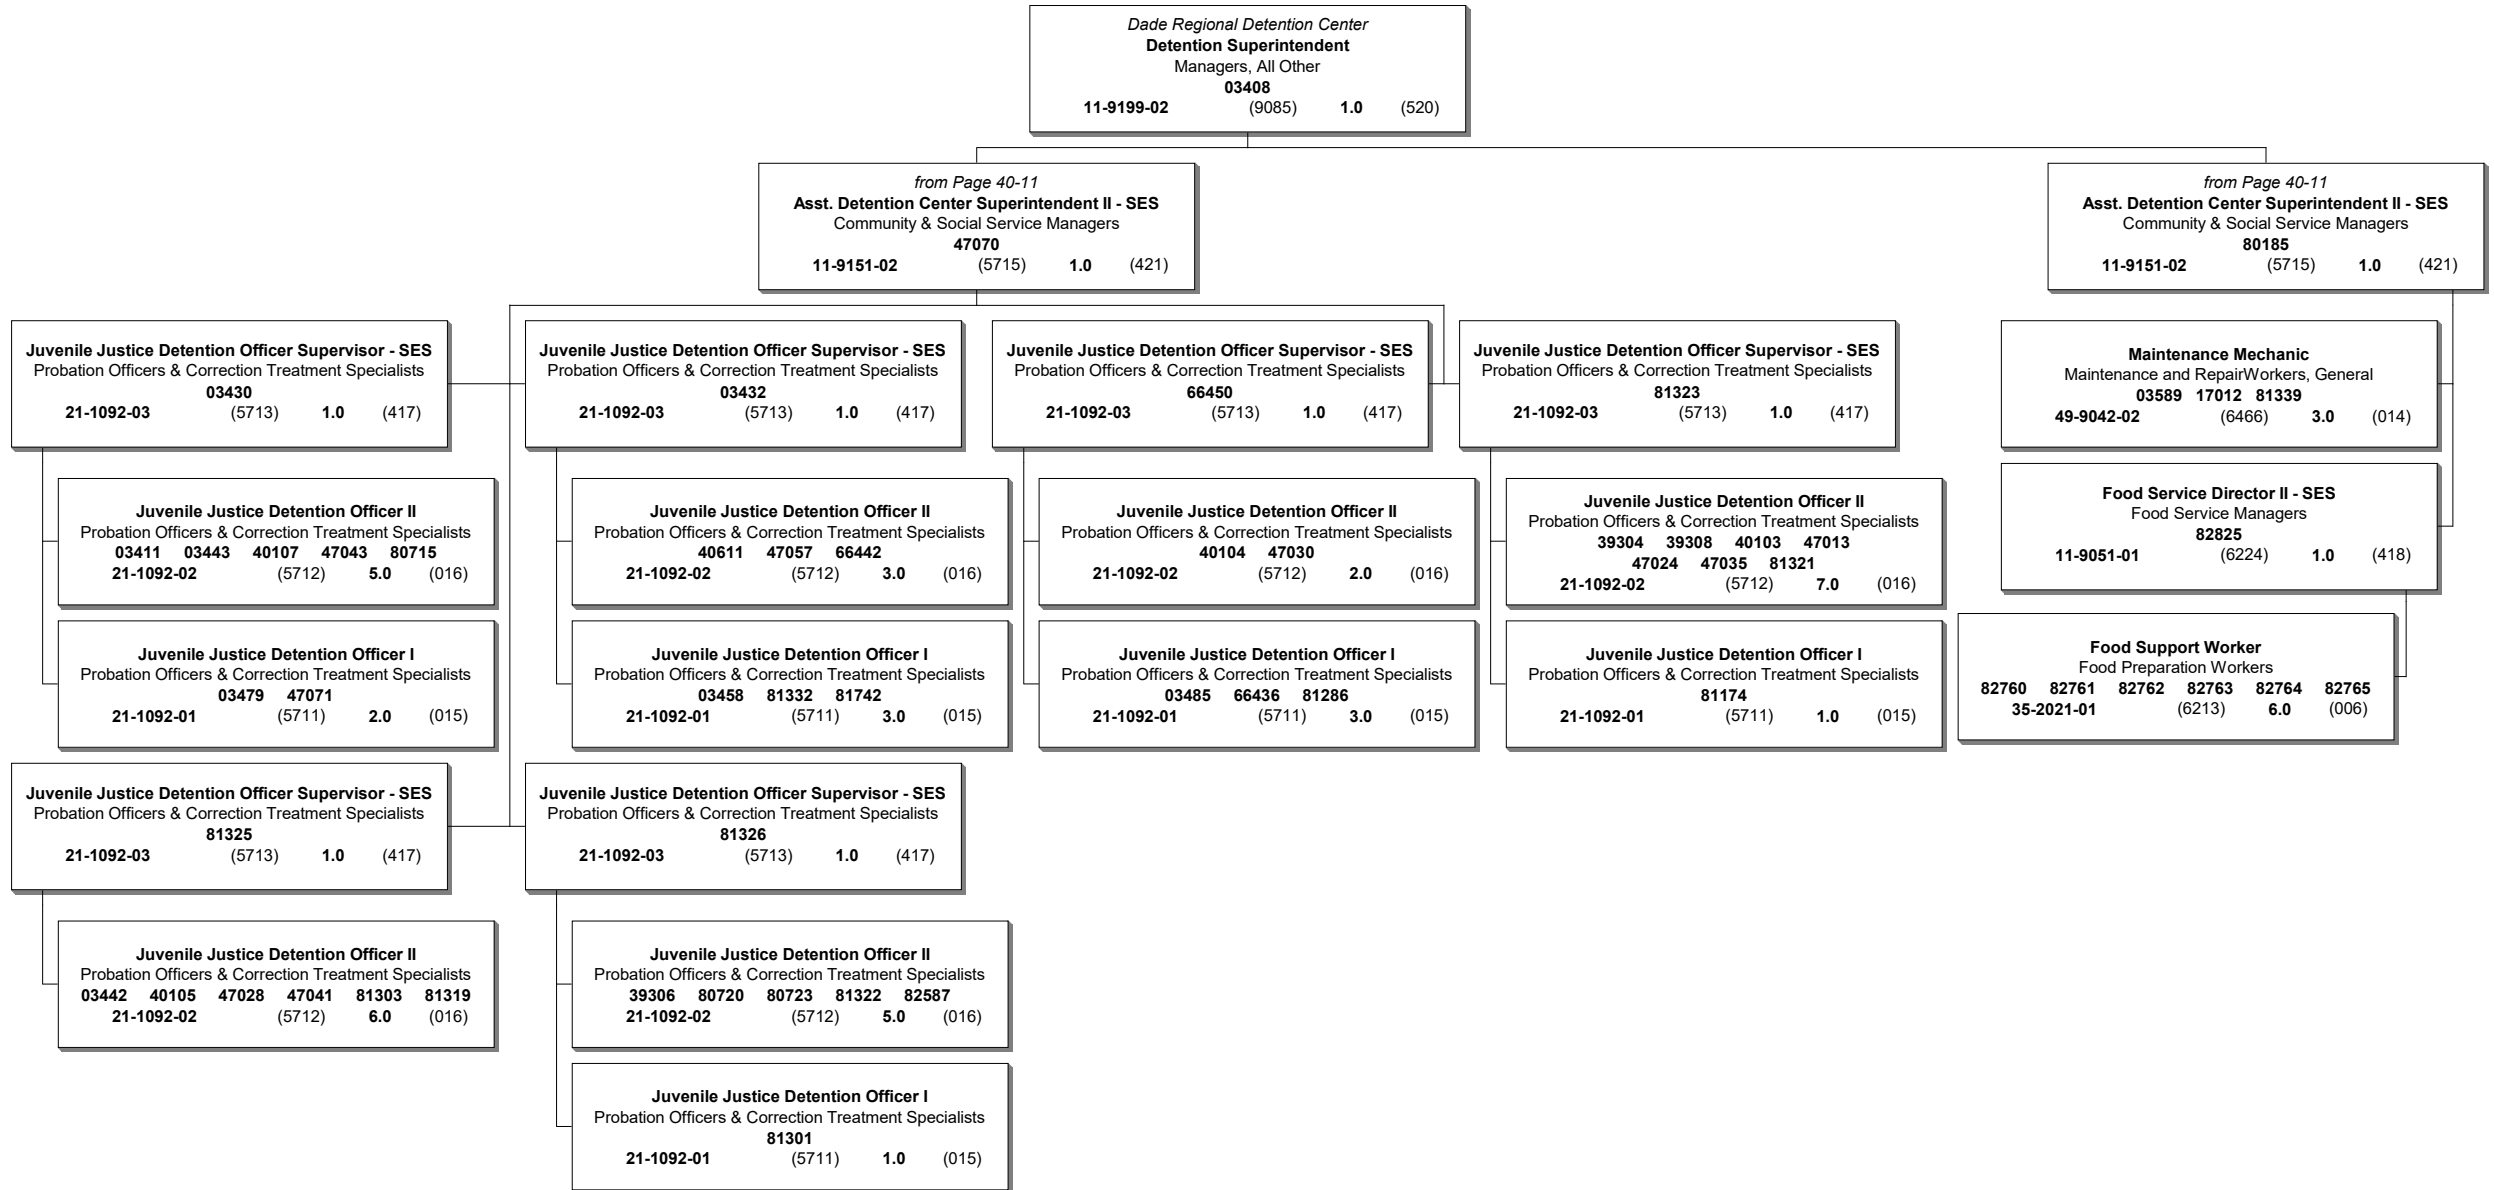 Dade Regional Detention Center
Detention Superintendent
Managers, All Other
03408
11-9199-02 (9085) 1.0 (520)
from Page 40-11
Asst. Detention Center Superintendent II - SES
Community & Social Service Managers
47070
11-9151-02 (5715) 1.0 (421)
from Page 40-11
Asst. Detention Center Superintendent II - SES
Community & Social Service Managers
80185
11-9151-02 (5715) 1.0 (421)
Juvenile Justice Detention Officer Supervisor - SES
Probation Officers & Correction Treatment Specialists
03430
21-1092-03 (5713) 1.0 (417)
Juvenile Justice Detention Officer Supervisor - SES
Probation Officers & Correction Treatment Specialists
03432
21-1092-03 (5713) 1.0 (417)
Juvenile Justice Detention Officer Supervisor - SES
Probation Officers & Correction Treatment Specialists
66450
21-1092-03 (5713) 1.0 (417)
Juvenile Justice Detention Officer Supervisor - SES
Probation Officers & Correction Treatment Specialists
81323
21-1092-03 (5713) 1.0 (417)
Maintenance Mechanic
Maintenance and RepairWorkers, General
03589 17012 81339
49-9042-02 (6466) 3.0 (014)
Juvenile Justice Detention Officer II
Probation Officers & Correction Treatment Specialists
03411 03443 40107 47043 80715
21-1092-02 (5712) 5.0 (016)
Juvenile Justice Detention Officer II
Probation Officers & Correction Treatment Specialists
40611 47057 66442
21-1092-02 (5712) 3.0 (016)
Juvenile Justice Detention Officer II
Probation Officers & Correction Treatment Specialists
40104 47030
21-1092-02 (5712) 2.0 (016)
Juvenile Justice Detention Officer II
Probation Officers & Correction Treatment Specialists
39304 39308 40103 47013
47024 47035 81321
21-1092-02 (5712) 7.0 (016)
Food Service Director II - SES
Food Service Managers
82825
11-9051-01 (6224) 1.0 (418)
Juvenile Justice Detention Officer I
Probation Officers & Correction Treatment Specialists
03479 47071
21-1092-01 (5711) 2.0 (015)
Juvenile Justice Detention Officer I
Probation Officers & Correction Treatment Specialists
03458 81332 81742
21-1092-01 (5711) 3.0 (015)
Juvenile Justice Detention Officer I
Probation Officers & Correction Treatment Specialists
03485 66436 81286
21-1092-01 (5711) 3.0 (015)
Juvenile Justice Detention Officer I
Probation Officers & Correction Treatment Specialists
81174
21-1092-01 (5711) 1.0 (015)
Food Support Worker
Food Preparation Workers
82760 82761 82762 82763 82764 82765
35-2021-01 (6213) 6.0 (006)
Juvenile Justice Detention Officer Supervisor - SES
Probation Officers & Correction Treatment Specialists
81325
21-1092-03 (5713) 1.0 (417)
Juvenile Justice Detention Officer Supervisor - SES
Probation Officers & Correction Treatment Specialists
81326
21-1092-03 (5713) 1.0 (417)
Juvenile Justice Detention Officer II
Probation Officers & Correction Treatment Specialists
03442 40105 47028 47041 81303 81319
21-1092-02 (5712) 6.0 (016)
Juvenile Justice Detention Officer II
Probation Officers & Correction Treatment Specialists
39306 80720 80723 81322 82587
21-1092-02 (5712) 5.0 (016)
Juvenile Justice Detention Officer I
Probation Officers & Correction Treatment Specialists
81301
21-1092-01 (5711) 1.0 (015)